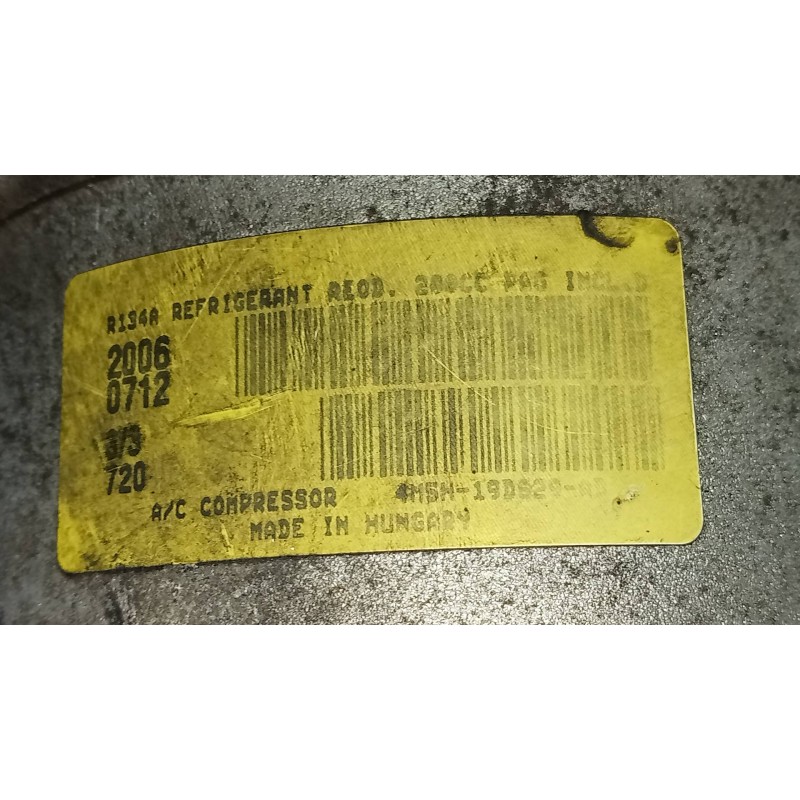 R134A REFRIGERANT REQD. 200CC PAG INCL.D
2006
0712
3/3
720
A/C COMPRESSOR
MADE IN HUNGARY